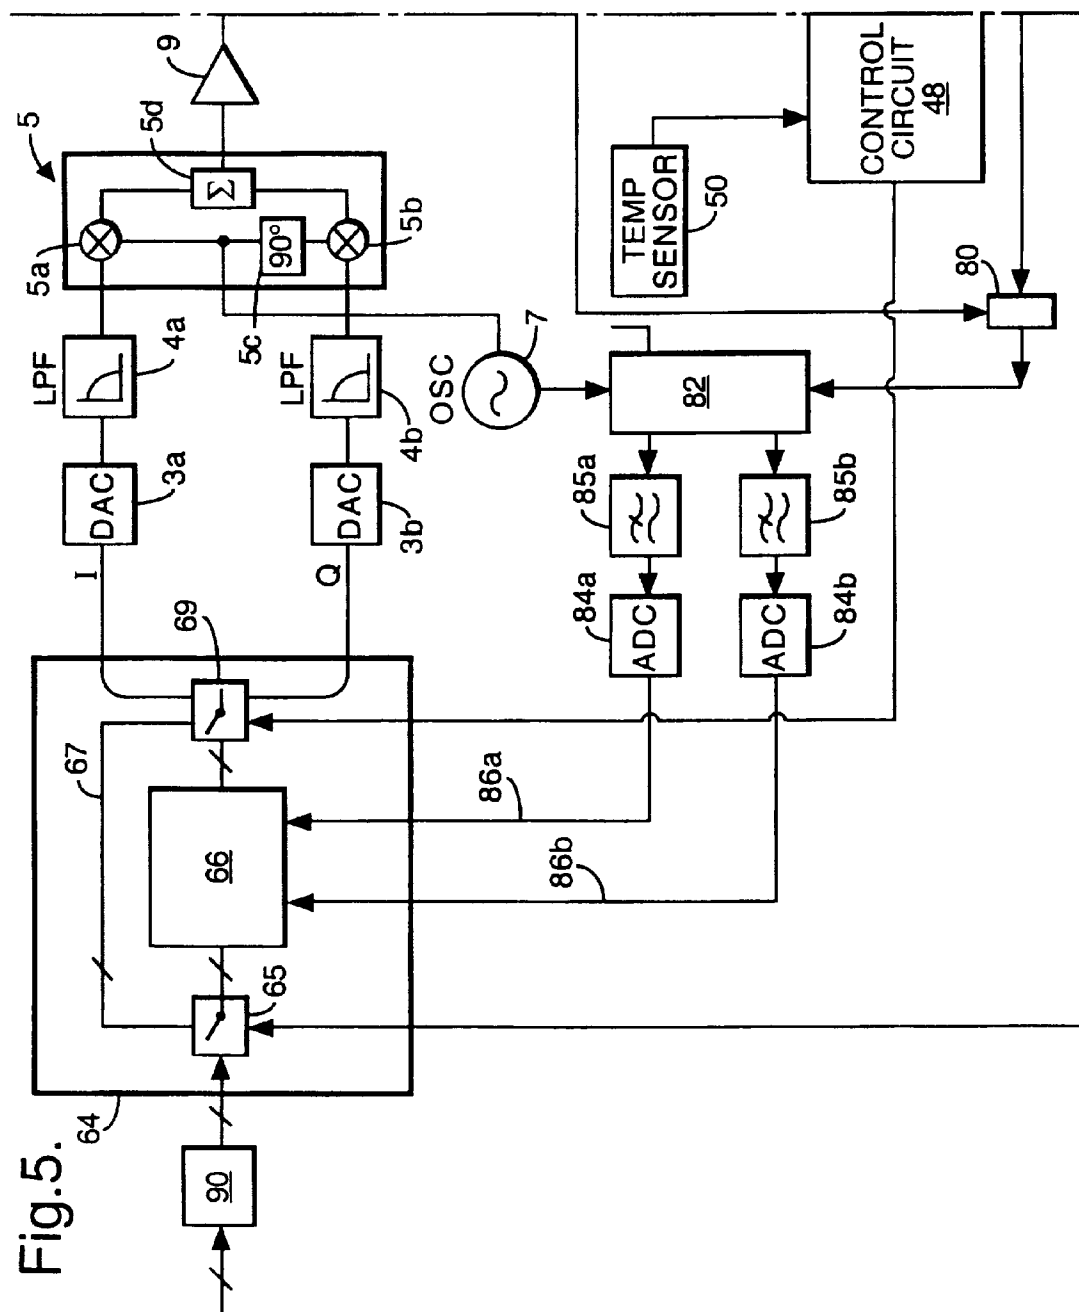 Fig.5.
90
64
65
66
67
69
I
Q
DAC
3a
DAC
3b
LPF
4a
LPF
4b
5
5a
5b
5c
5d
90°
Σ
9
OSC
7
86a
86b
ADC
84a
ADC
84b
85a
85b
82
TEMP
SENSOR
50
CONTROL
CIRCUIT
48
80